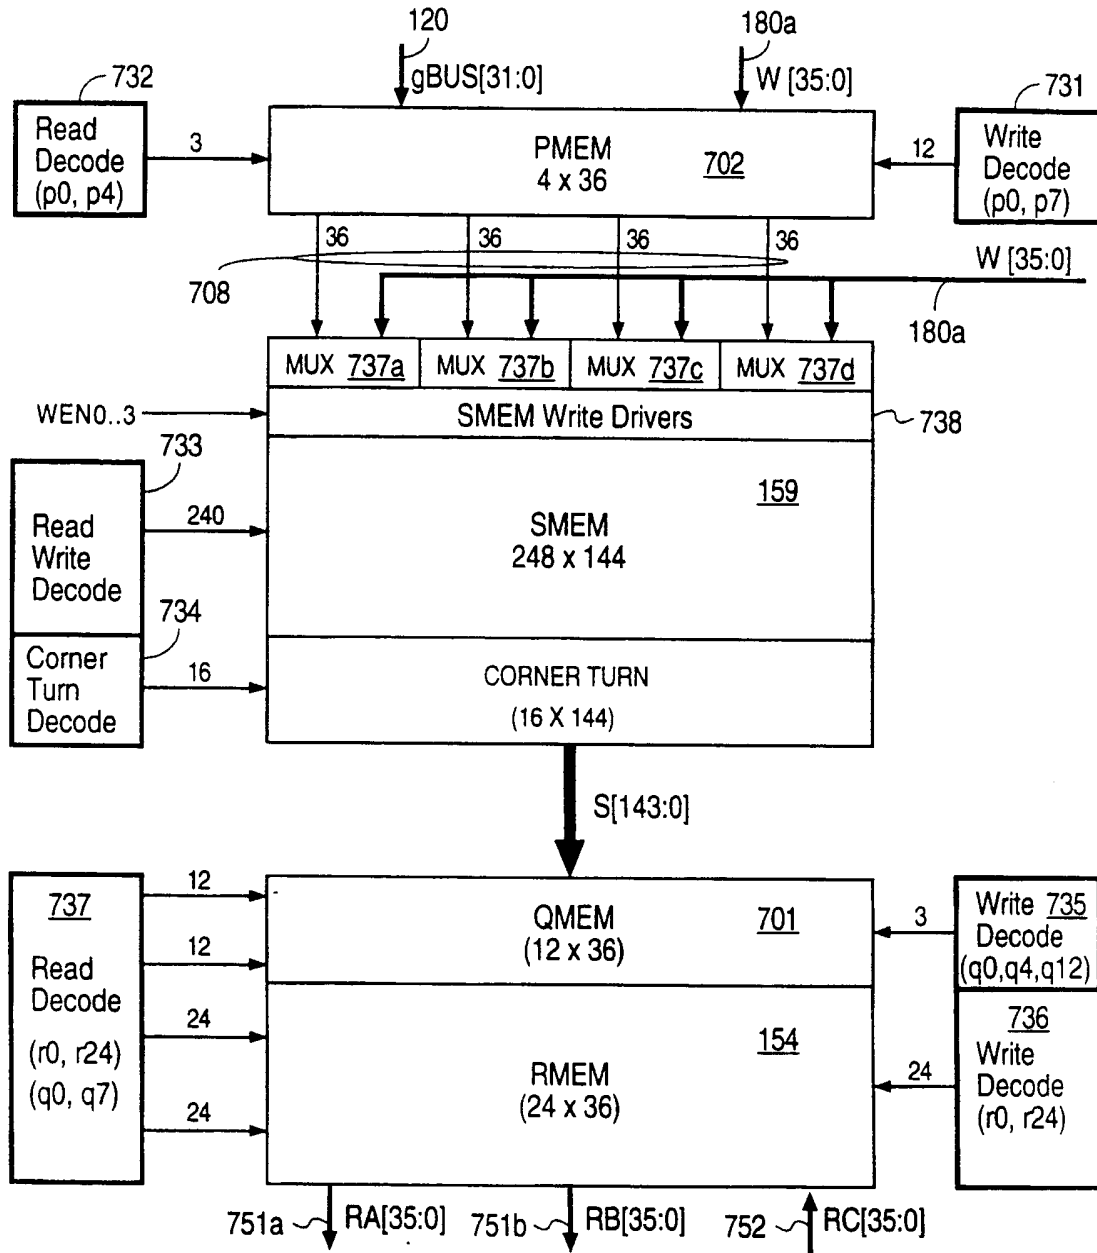 120
180a
732
gBUS[31:0]
W [35:0]
731
Read
Decode
(p0, p4)
3
PMEM
4 x 36
702
12
Write
Decode
(p0, p7)
36
36
36
36
708
W [35:0]
180a
MUX 737a
MUX 737b
MUX 737c
MUX 737d
WEN0..3
SMEM Write Drivers
738
733
Read
Write
Decode
240
SMEM
248 x 144
159
734
Corner
Turn
Decode
16
CORNER TURN
(16 X 144)
S[143:0]
737
Read
Decode
(r0, r24)
(q0, q7)
12
12
24
24
QMEM
(12 x 36)
701
3
Write 735
Decode
(q0,q4,q12)
RMEM
(24 x 36)
154
24
736
Write
Decode
(r0, r24)
751a
RA[35:0]
751b
RB[35:0]
752
RC[35:0]